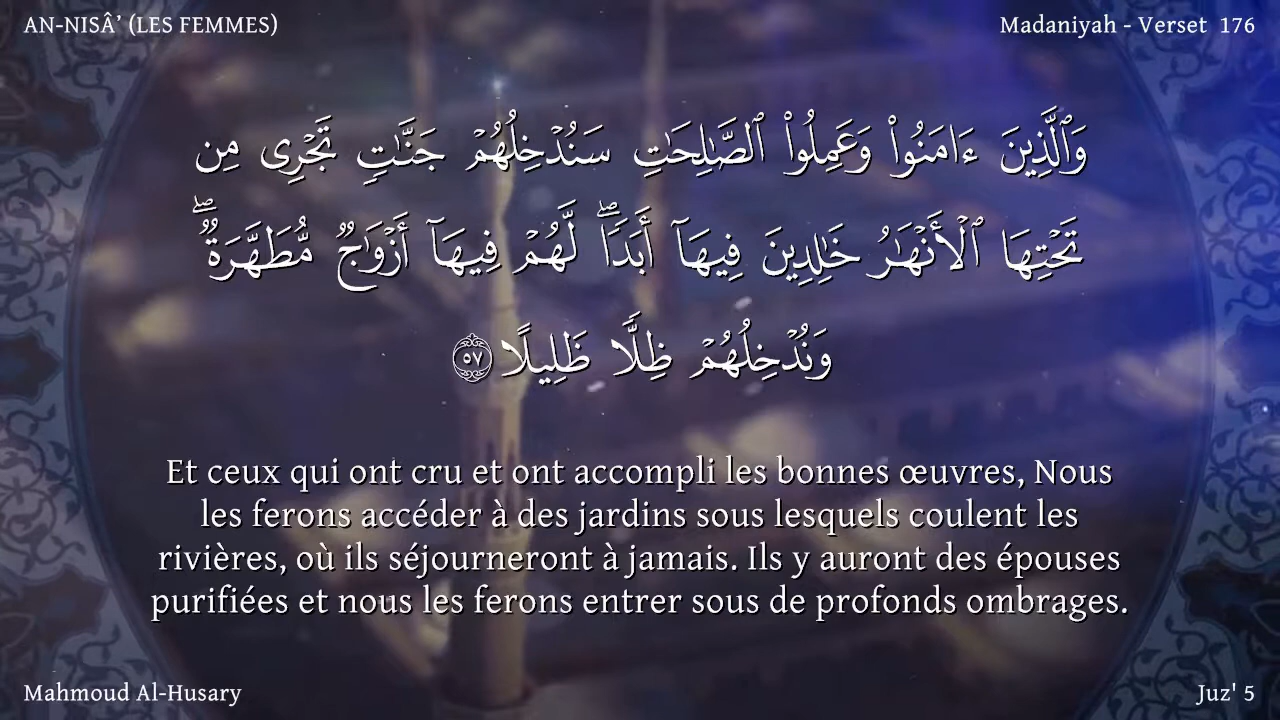 AN-NISÂ’ (LES FEMMES)
Madaniyah - Verset 176
وَٱلَّذِينَ ءَامَنُوا۟ وَعَمِلُوا۟ ٱلصَّـٰلِحَـٰتِ سَنُدْخِلُهُمْ جَنَّـٰتٍ تَجْرِى مِن
تَحْتِهَا ٱلْأَنْهَـٰرُ خَـٰلِدِينَ فِيهَآ أَبَدًا ۖ لَّهُمْ فِيهَآ أَزْوَٰجٌ مُّطَهَّرَةٌ ۖ
وَنُدْخِلُهُمْ ظِلًّا ظَلِيلًا ٥٧
Et ceux qui ont cru et ont accompli les bonnes œuvres, Nous
les ferons accéder à des jardins sous lesquels coulent les
rivières, où ils séjourneront à jamais. Ils y auront des épouses
purifiées et nous les ferons entrer sous de profonds ombrages.
Mahmoud Al-Husary
Juz' 5